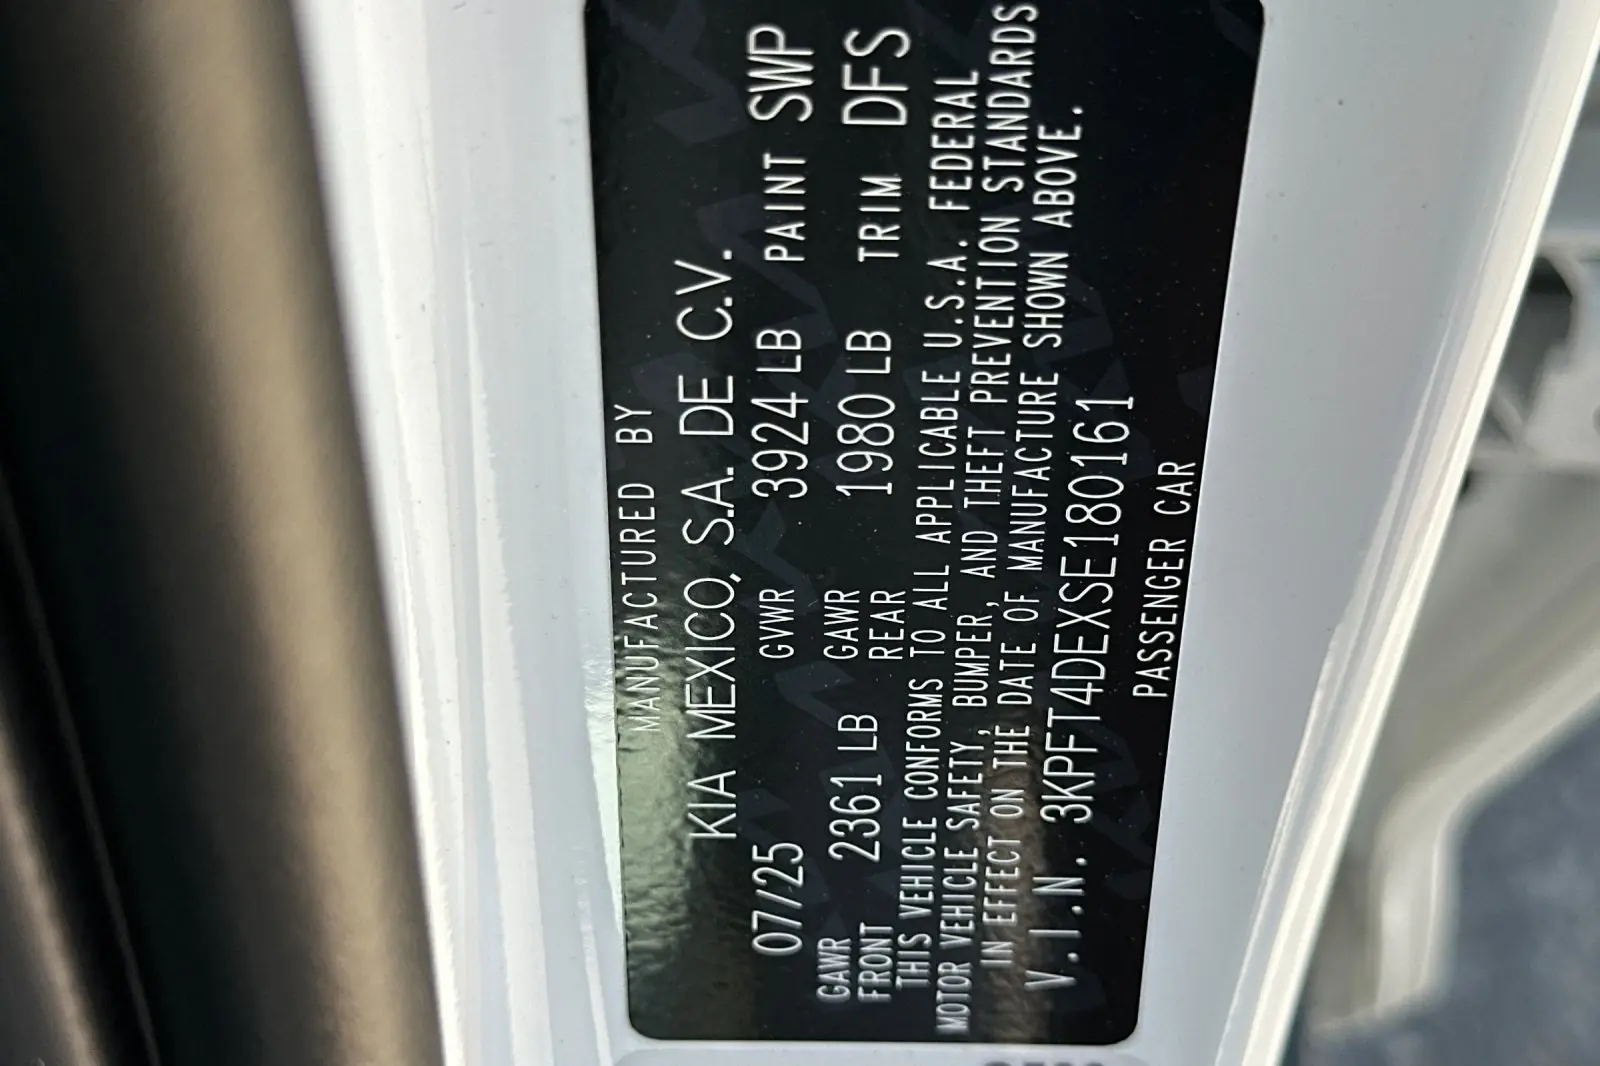 MANUFACTURED BY
KIA MEXICO, S.A. DE C.V.
07/25 GVWR 3924 LB PAINT SWP
GAWR FRONT 2361 LB GAWR REAR 1980 LB TRIM DFS
THIS VEHICLE CONFORMS TO ALL APPLICABLE U.S.A. FEDERAL
MOTOR VEHICLE SAFETY, BUMPER, AND THEFT PREVENTION STANDARDS
IN EFFECT ON THE DATE OF MANUFACTURE SHOWN ABOVE.
V.I.N. 3KPFT4DEXSE180161
PASSENGER CAR